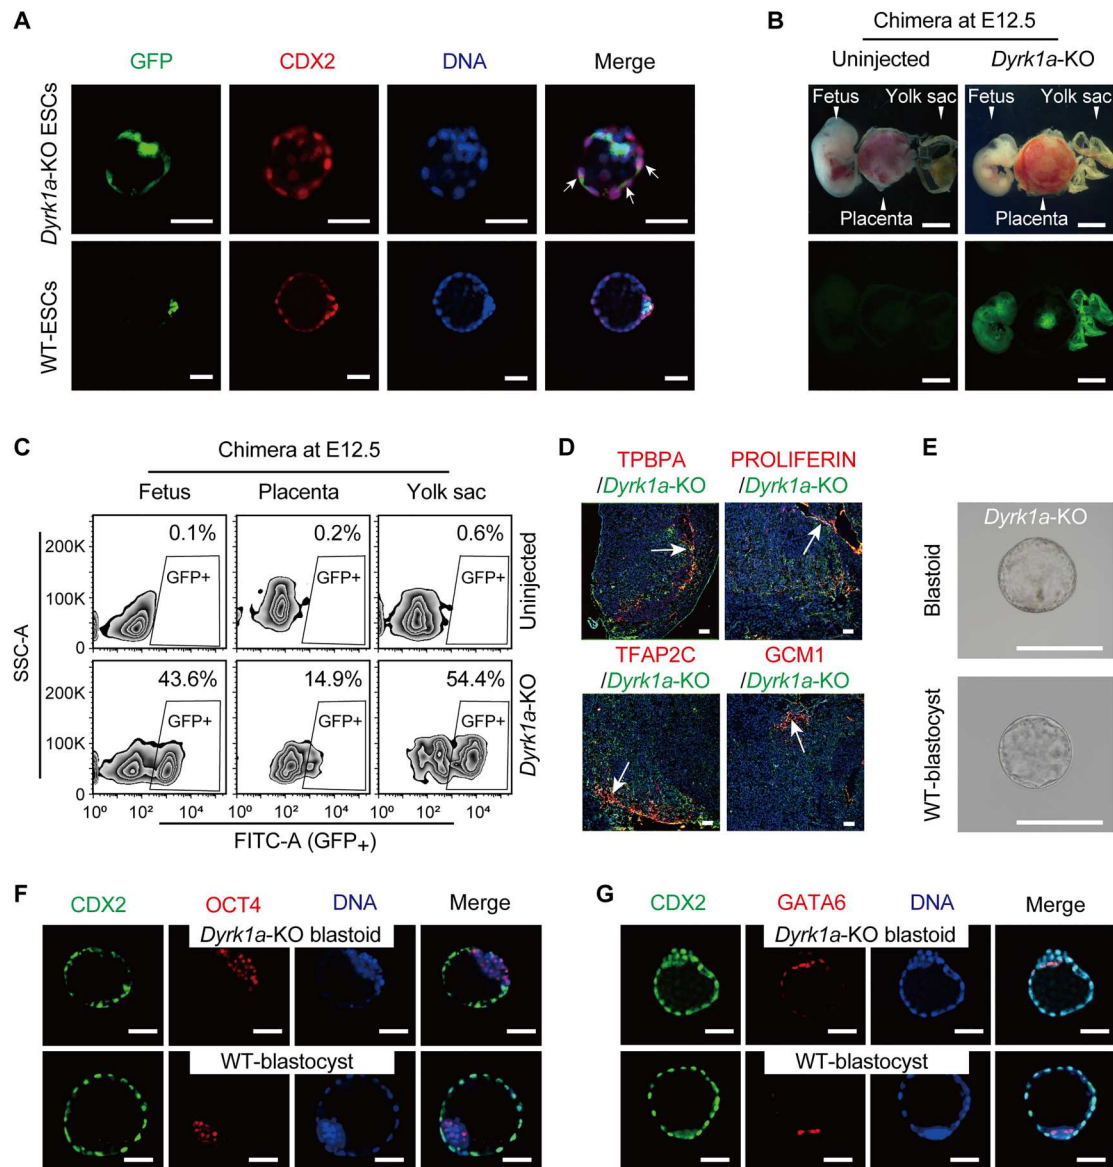 A
GFP
CDX2
DNA
Merge
Dyrk1a-KO ESCs
WT-ESCs
B
Chimera at E12.5
Uninjected
Dyrk1a-KO
Fetus
Yolk sac
Fetus
Yolk sac
Placenta
Placenta
C
Chimera at E12.5
Fetus
Placenta
Yolk sac
0.1%
0.2%
0.6%
GFP+
GFP+
GFP+
Uninjected
200K
100K
0
43.6%
14.9%
54.4%
GFP+
GFP+
GFP+
Dyrk1a-KO
200K
100K
0
SSC-A
10⁰ 10² 10⁴
10⁰ 10² 10⁴
10⁰ 10² 10⁴
FITC-A (GFP+)
D
TPBPA
/Dyrk1a-KO
PROLIFERIN
/Dyrk1a-KO
TFAP2C
/Dyrk1a-KO
GCM1
/Dyrk1a-KO
E
Dyrk1a-KO
Blastoid
WT-blastocyst
F
CDX2
OCT4
DNA
Merge
Dyrk1a-KO blastoid
WT-blastocyst
G
CDX2
GATA6
DNA
Merge
Dyrk1a-KO blastoid
WT-blastocyst